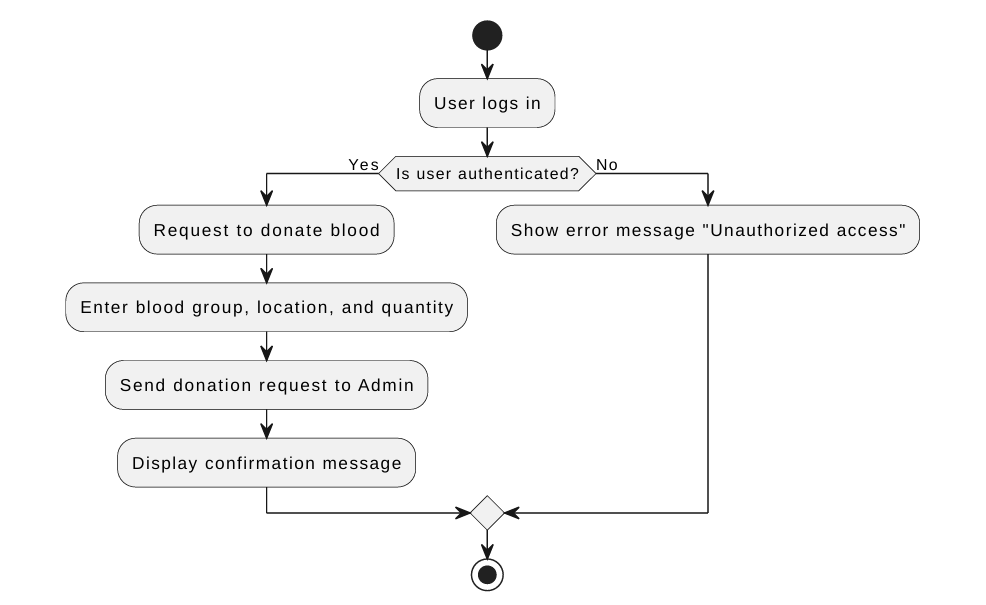 User logs in
Yes
Is user authenticated?
No
Request to donate blood
Show error message "Unauthorized access"
Enter blood group, location, and quantity
Send donation request to Admin
Display confirmation message